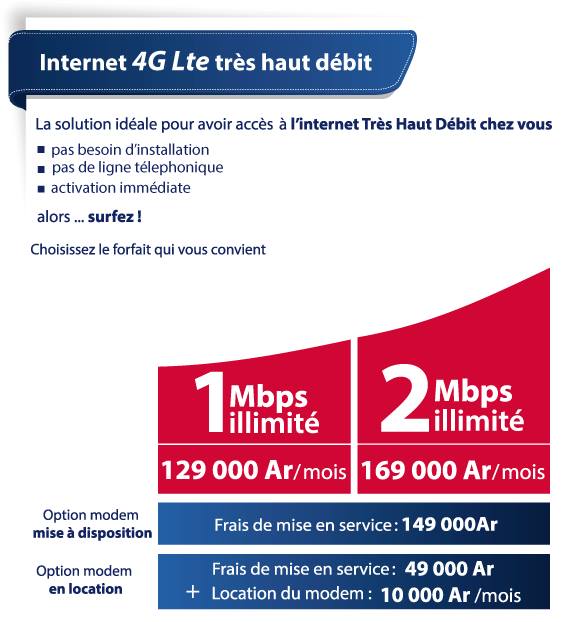 Internet 4G Lte très haut débit
La solution idéale pour avoir accès à l'internet Très Haut Débit chez vous
▪ pas besoin d'installation
▪ pas de ligne télephonique
▪ activation immédiate
alors ... surfez !
Choisissez le forfait qui vous convient
1 Mbps illimité
2 Mbps illimité
129 000 Ar/mois
169 000 Ar/mois
Option modem mise à disposition
Frais de mise en service : 149 000Ar
Option modem en location
Frais de mise en service : 49 000 Ar
+ Location du modem : 10 000 Ar /mois